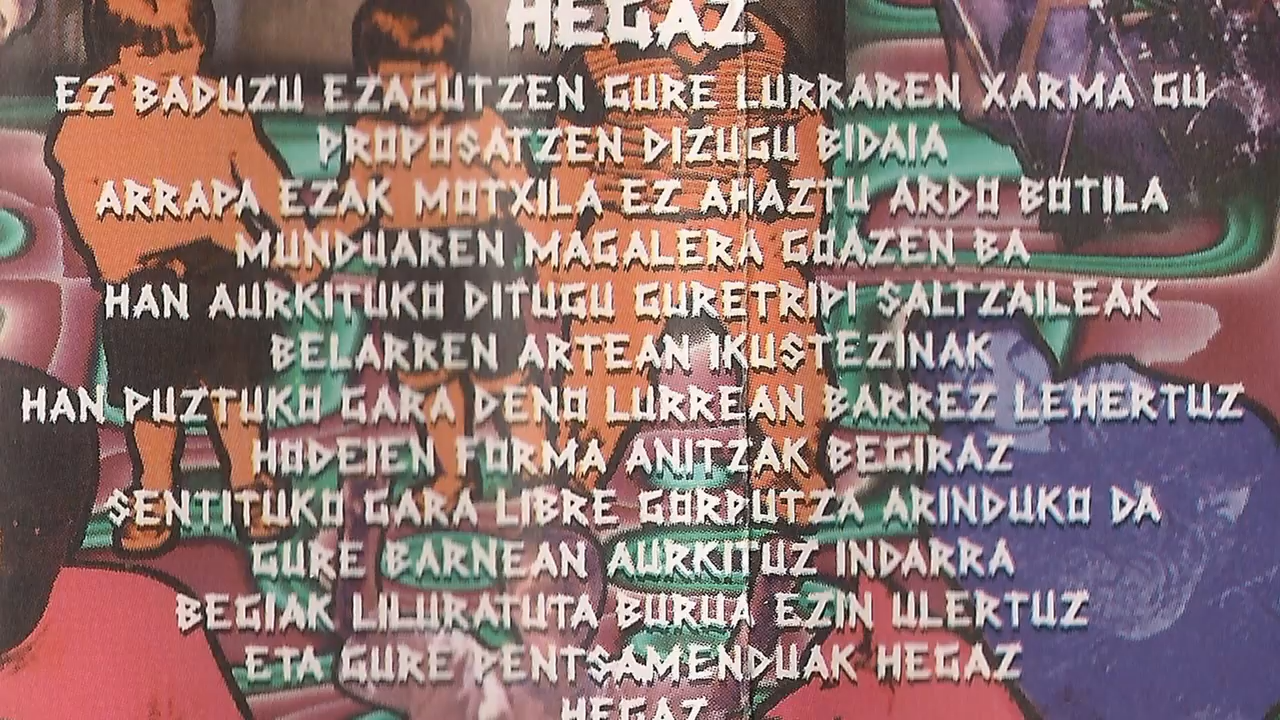 HEGAZ
EZ BADUZU EZAGUTZEN GURE LURRAREN XARMA GU
PROPOSATZEN DIZUGU BIDAIA
ARRAPA EZAK MOTXILA EZ AHAZTU ARDO BOTILA
MUNDUAREN MAGALERA GOAZEN BA
HAN AURKITUKO DITUGU GURETRIPI SALTZAILEAK
BELARREN ARTEAN IKUSTEZINAK
HAN PUZTUKO GARA DENO LURREAN BARREZ LEHERTUZ
HODEIEN FORMA ANITZAK BEGIRAZ
SENTITUKO GARA LIBRE GORPUTZA ARINDUKO DA
GURE BARNEAN AURKITUZ INDARRA
BEGIAK LILURATUTA BURUA EZIN ULERTUZ
ETA GURE PENTSAMENDUAK HEGAZ
HEGAZ